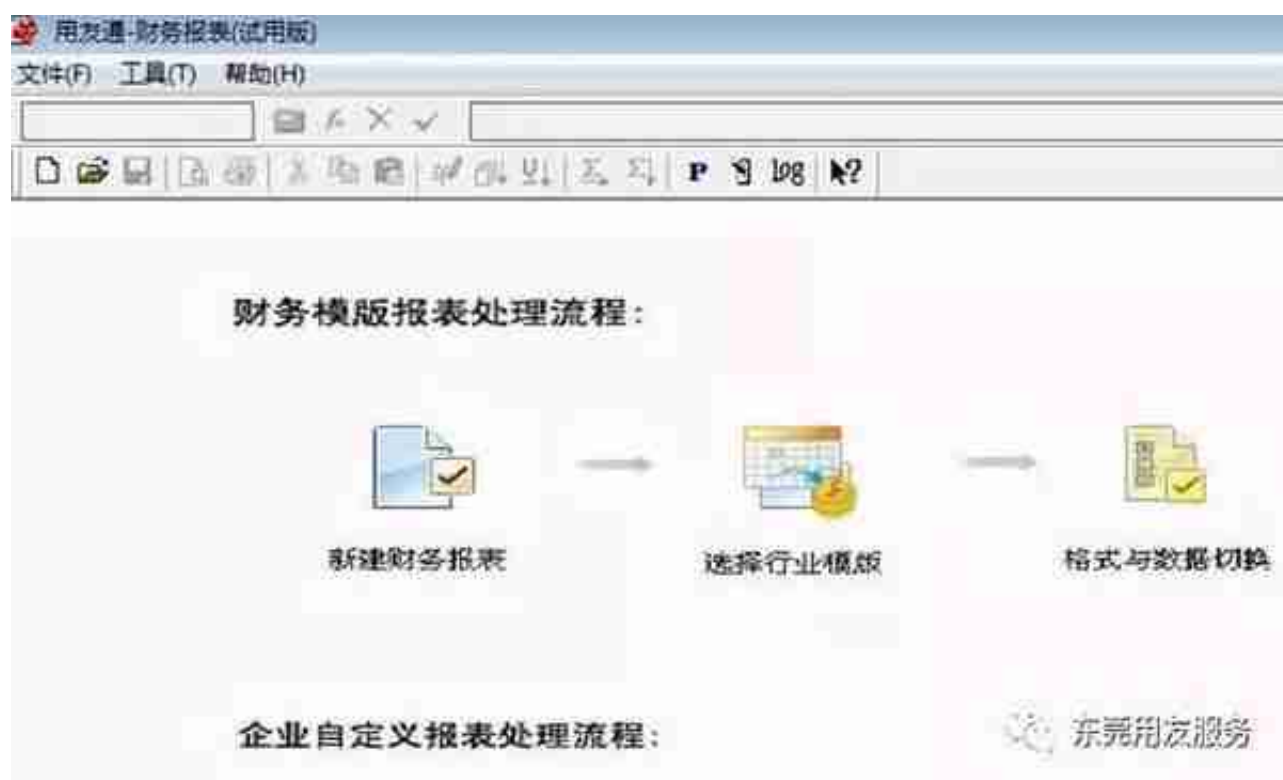 用友通-财务报表(试用版)
文件(F) 工具(T) 帮助(H)
P log ?
财务模版报表处理流程:
新建财务报表 选择行业模版 格式与数据切换
企业自定义报表处理流程:
东莞用友服务